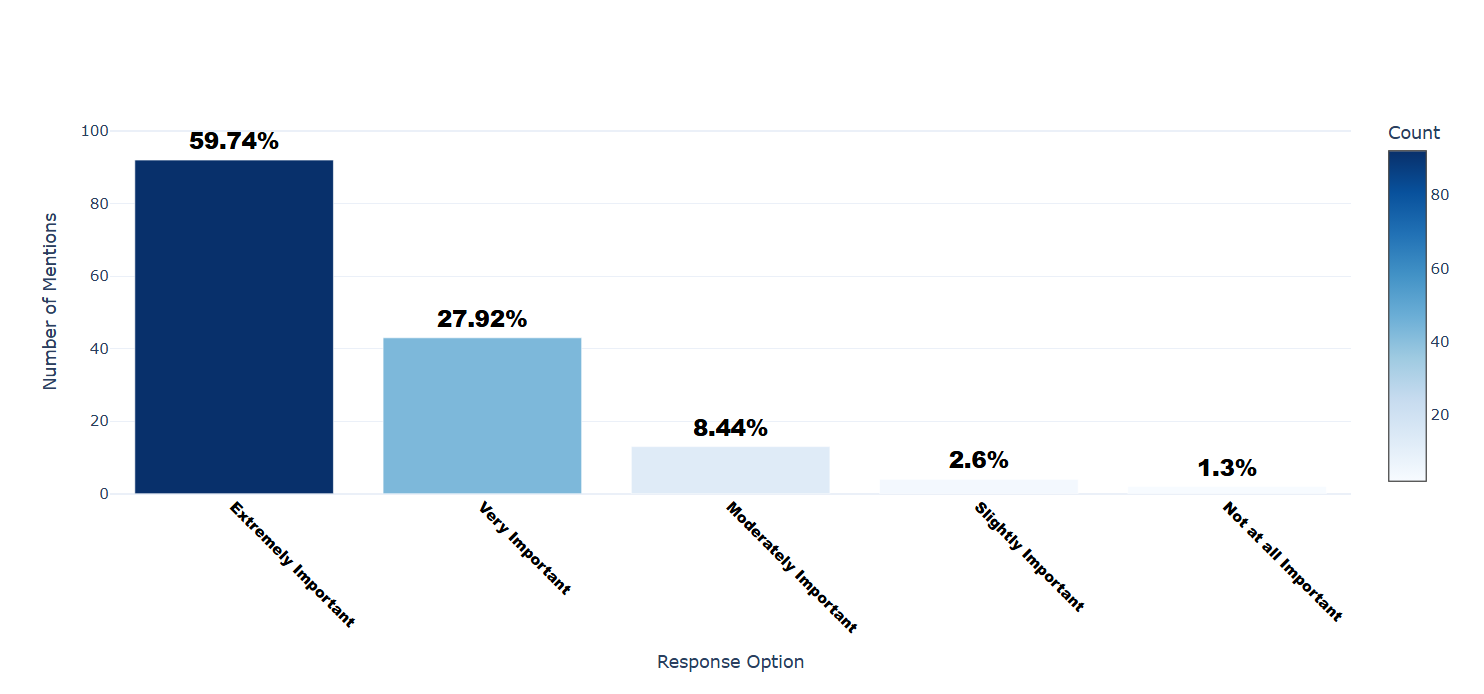 100
80
60
40
20
0
Number of Mentions
59.74%
27.92%
8.44%
2.6%
1.3%
Extremely Important
Very Important
Moderately Important
Slightly Important
Not at all Important
Response Option
Count
80
60
40
20